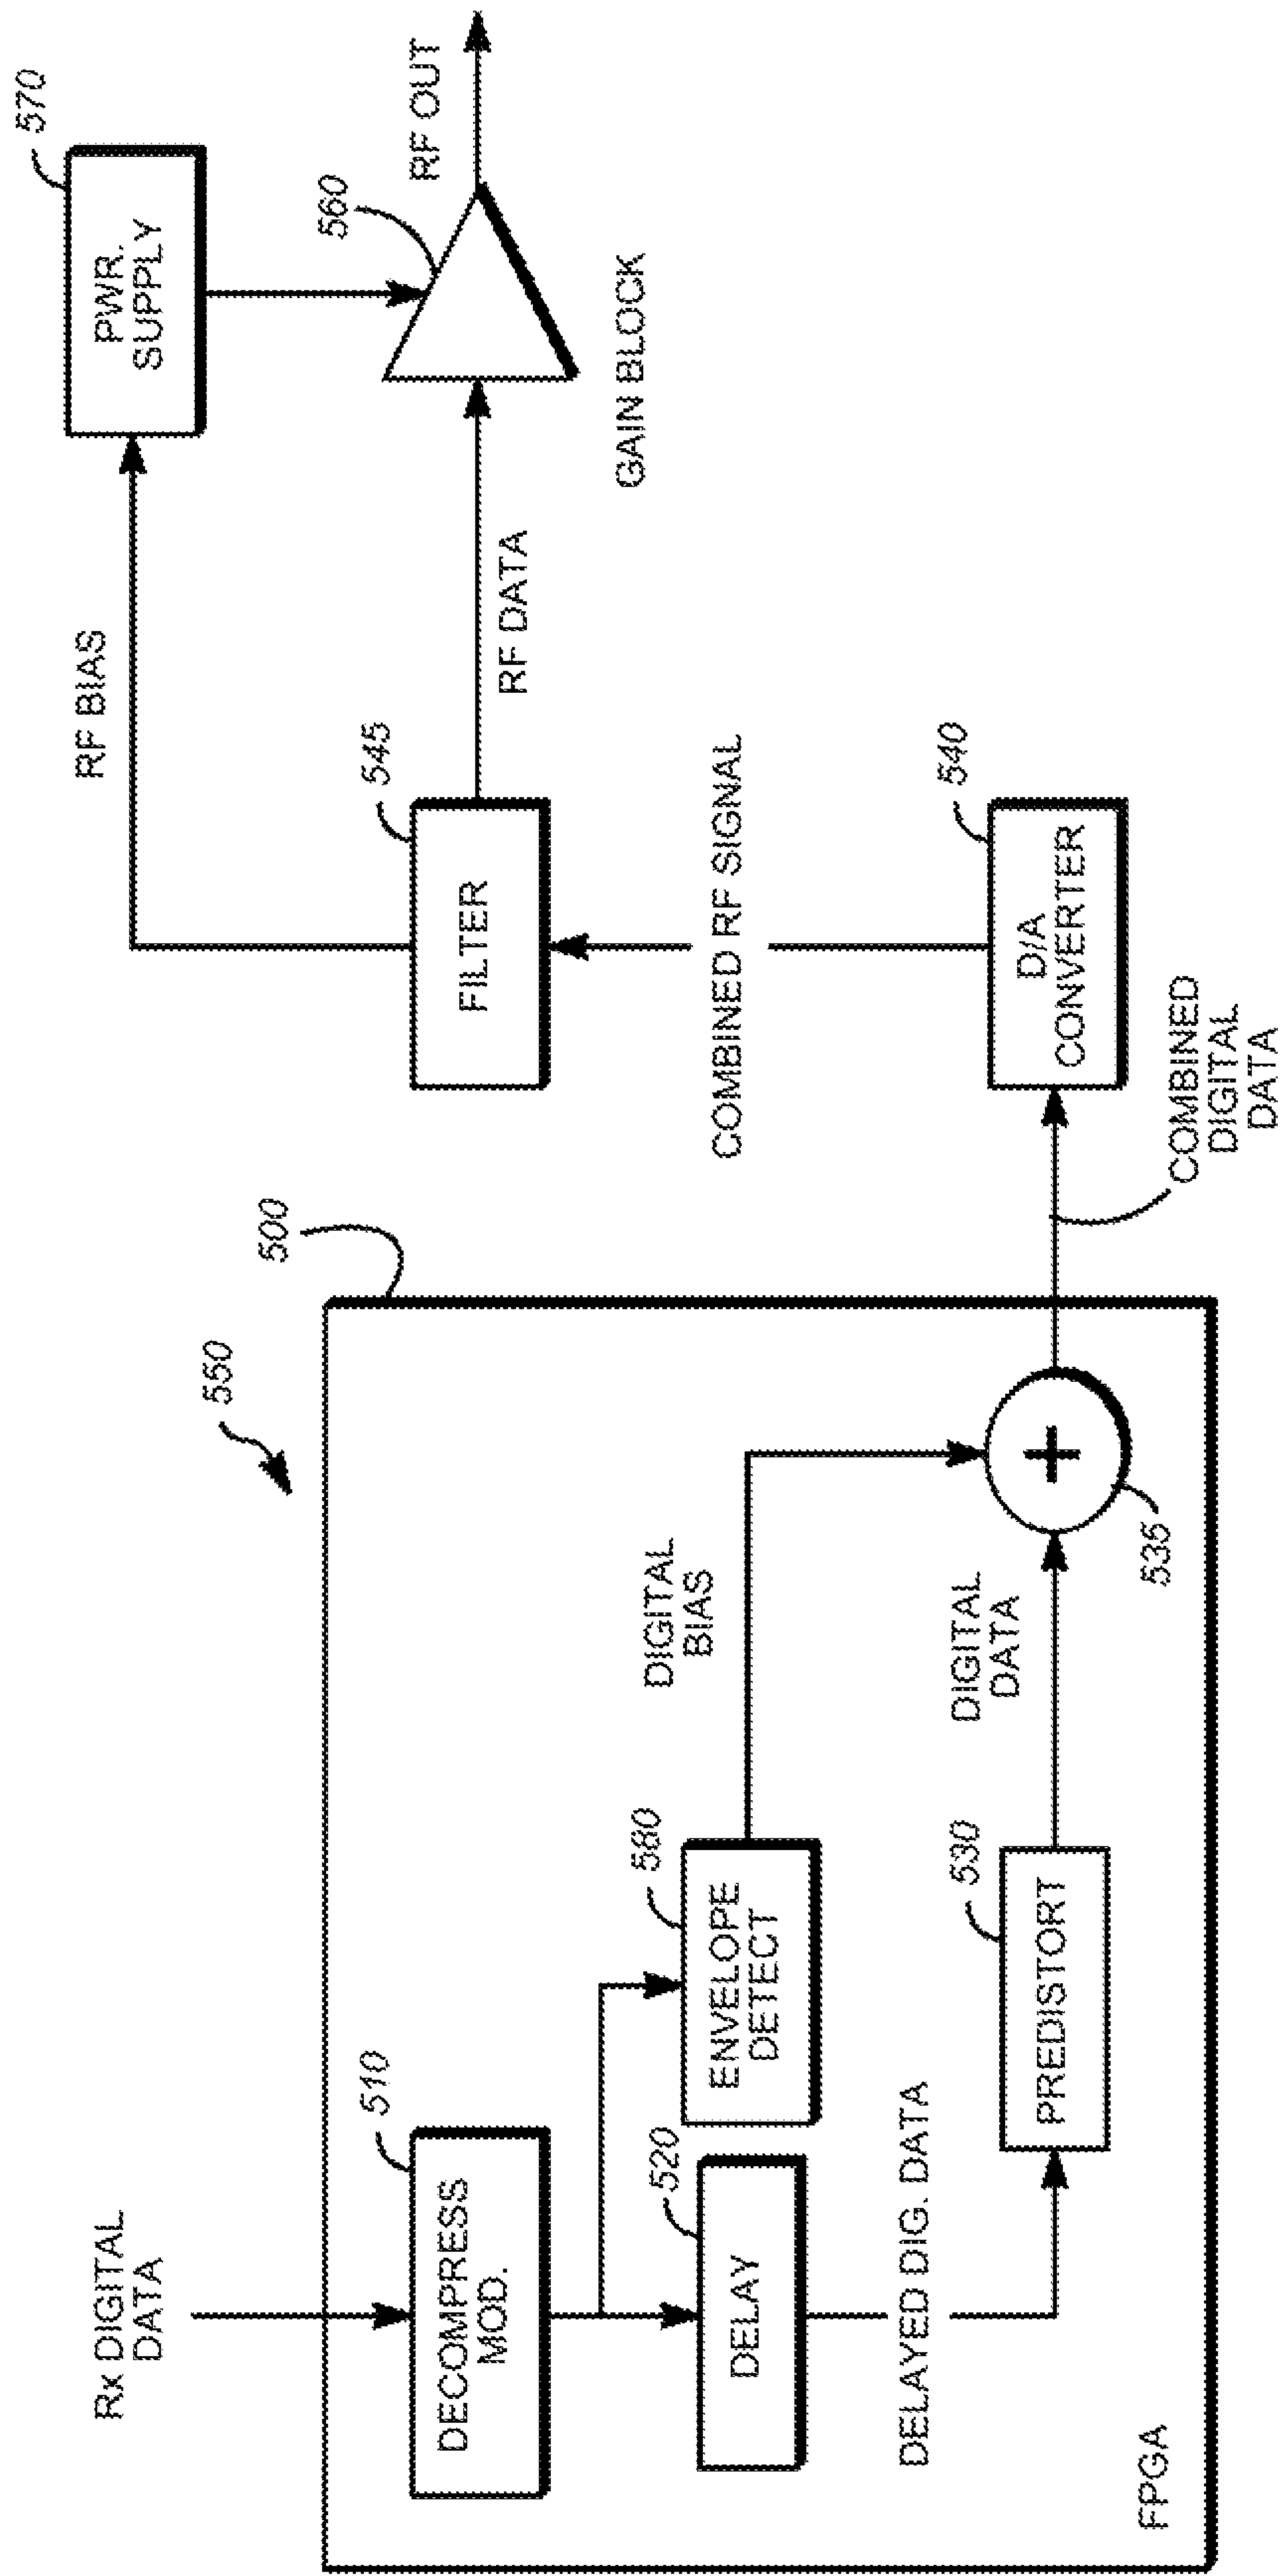 Rx DIGITAL
DATA
550
500
510
DECOMPRESS
MOD.
520
DELAY
580
ENVELOPE
DETECT
DIGITAL
BIAS
DELAYED DIG. DATA
530
PREDISTORT
DIGITAL
DATA
+
535
FPGA
COMBINED
DIGITAL
DATA
540
D/A
CONVERTER
COMBINED RF SIGNAL
545
FILTER
RF BIAS
RF DATA
570
PWR.
SUPPLY
560
GAIN BLOCK
RF OUT